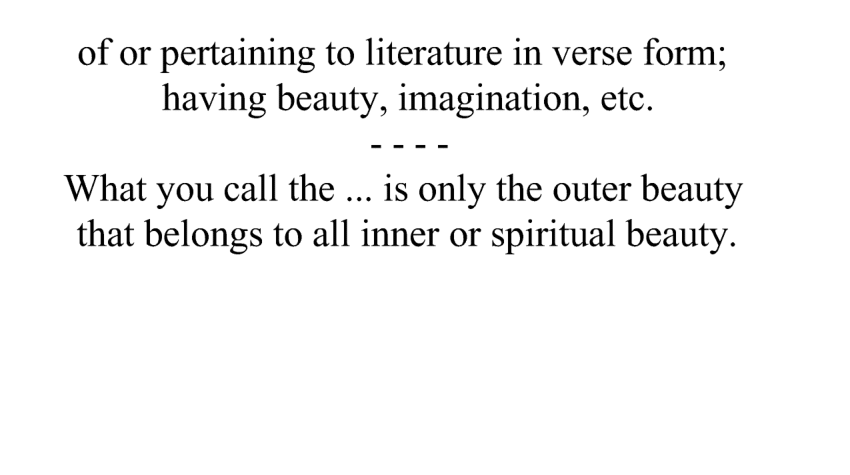 of or pertaining to literature in verse form;
having beauty, imagination, etc.
- - - -
What you call the ... is only the outer beauty
that belongs to all inner or spiritual beauty.